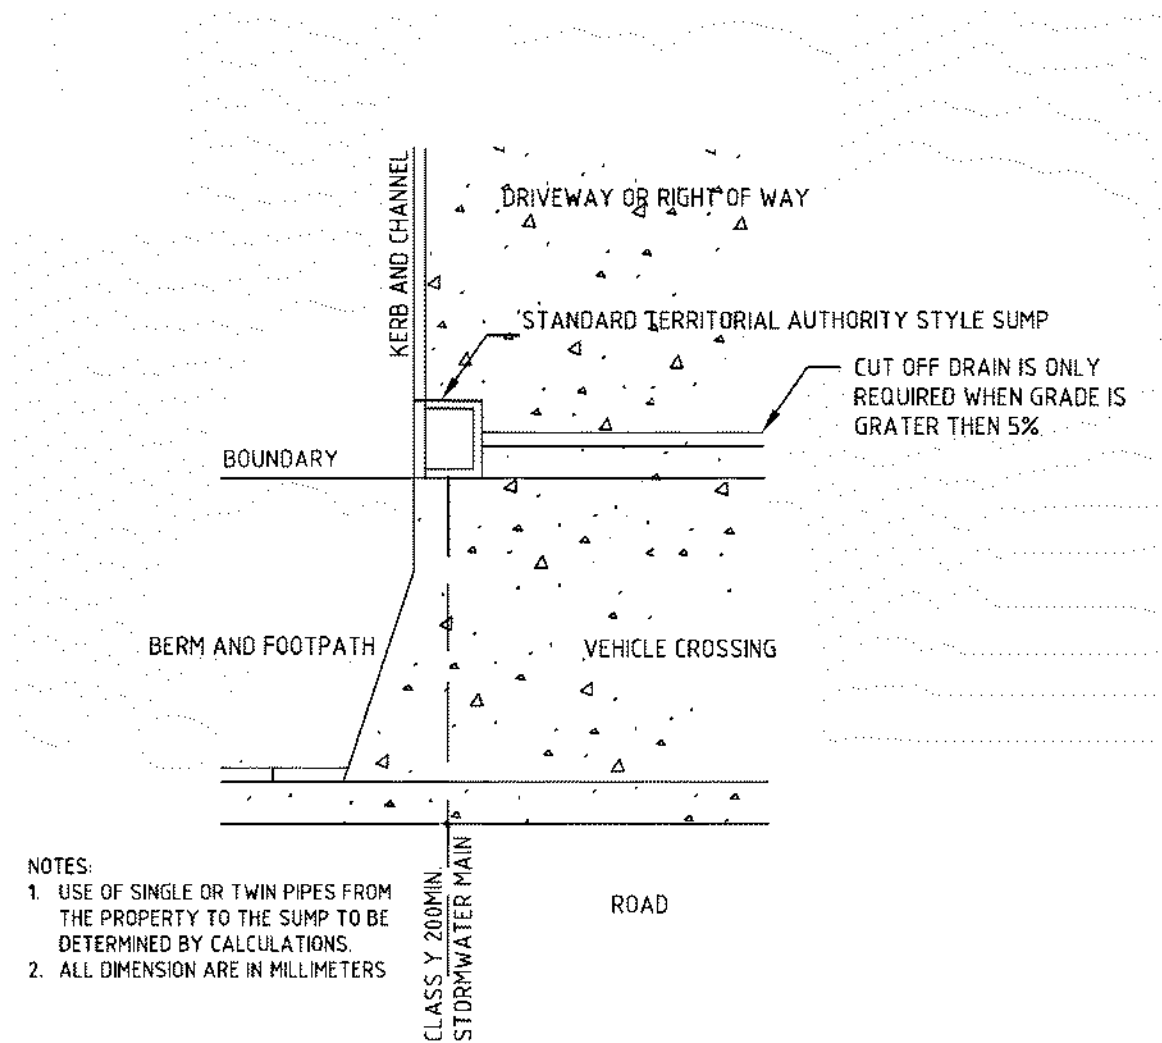 KERB AND CHANNEL
DRIVEWAY OR RIGHT OF WAY
STANDARD TERRITORIAL AUTHORITY STYLE SUMP
CUT OFF DRAIN IS ONLY
REQUIRED WHEN GRADE IS
GRATER THEN 5%
BOUNDARY
BERM AND FOOTPATH
VEHICLE CROSSING
NOTES:
1. USE OF SINGLE OR TWIN PIPES FROM
THE PROPERTY TO THE SUMP TO BE
DETERMINED BY CALCULATIONS.
2. ALL DIMENSION ARE IN MILLIMETERS
CLASS Y 200MIN.
STORMWATER MAIN
ROAD